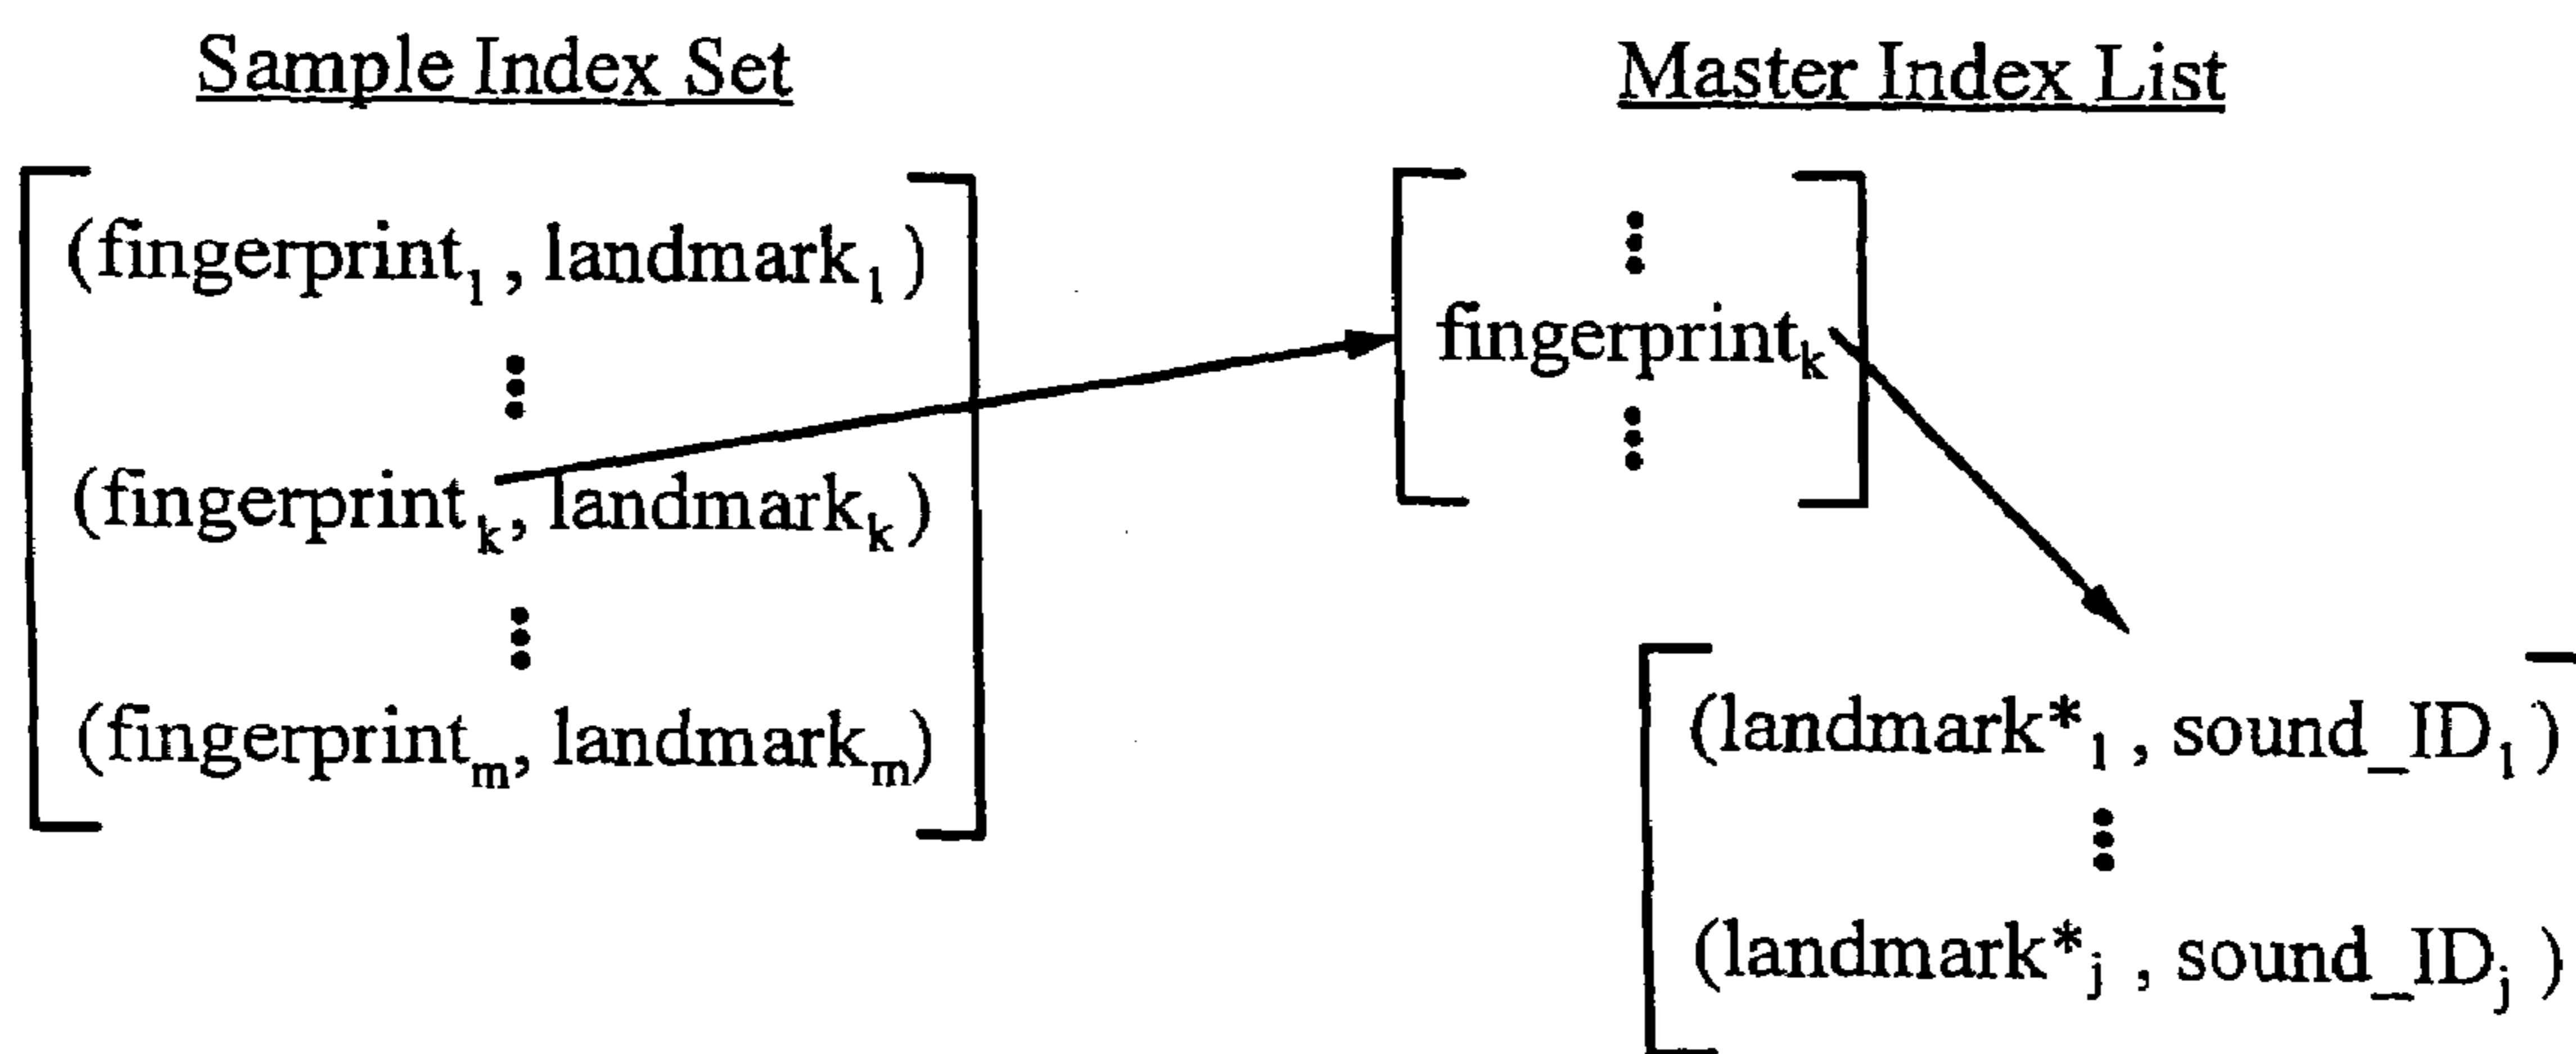 Sample Index Set
(fingerprint₁, landmark₁)
(fingerprintₖ, landmarkₖ)
(fingerprintₘ, landmarkₘ)
Master Index List
fingerprintₖ
(landmark*₁, sound_ID₁)
(landmark*ⱼ, sound_IDⱼ)